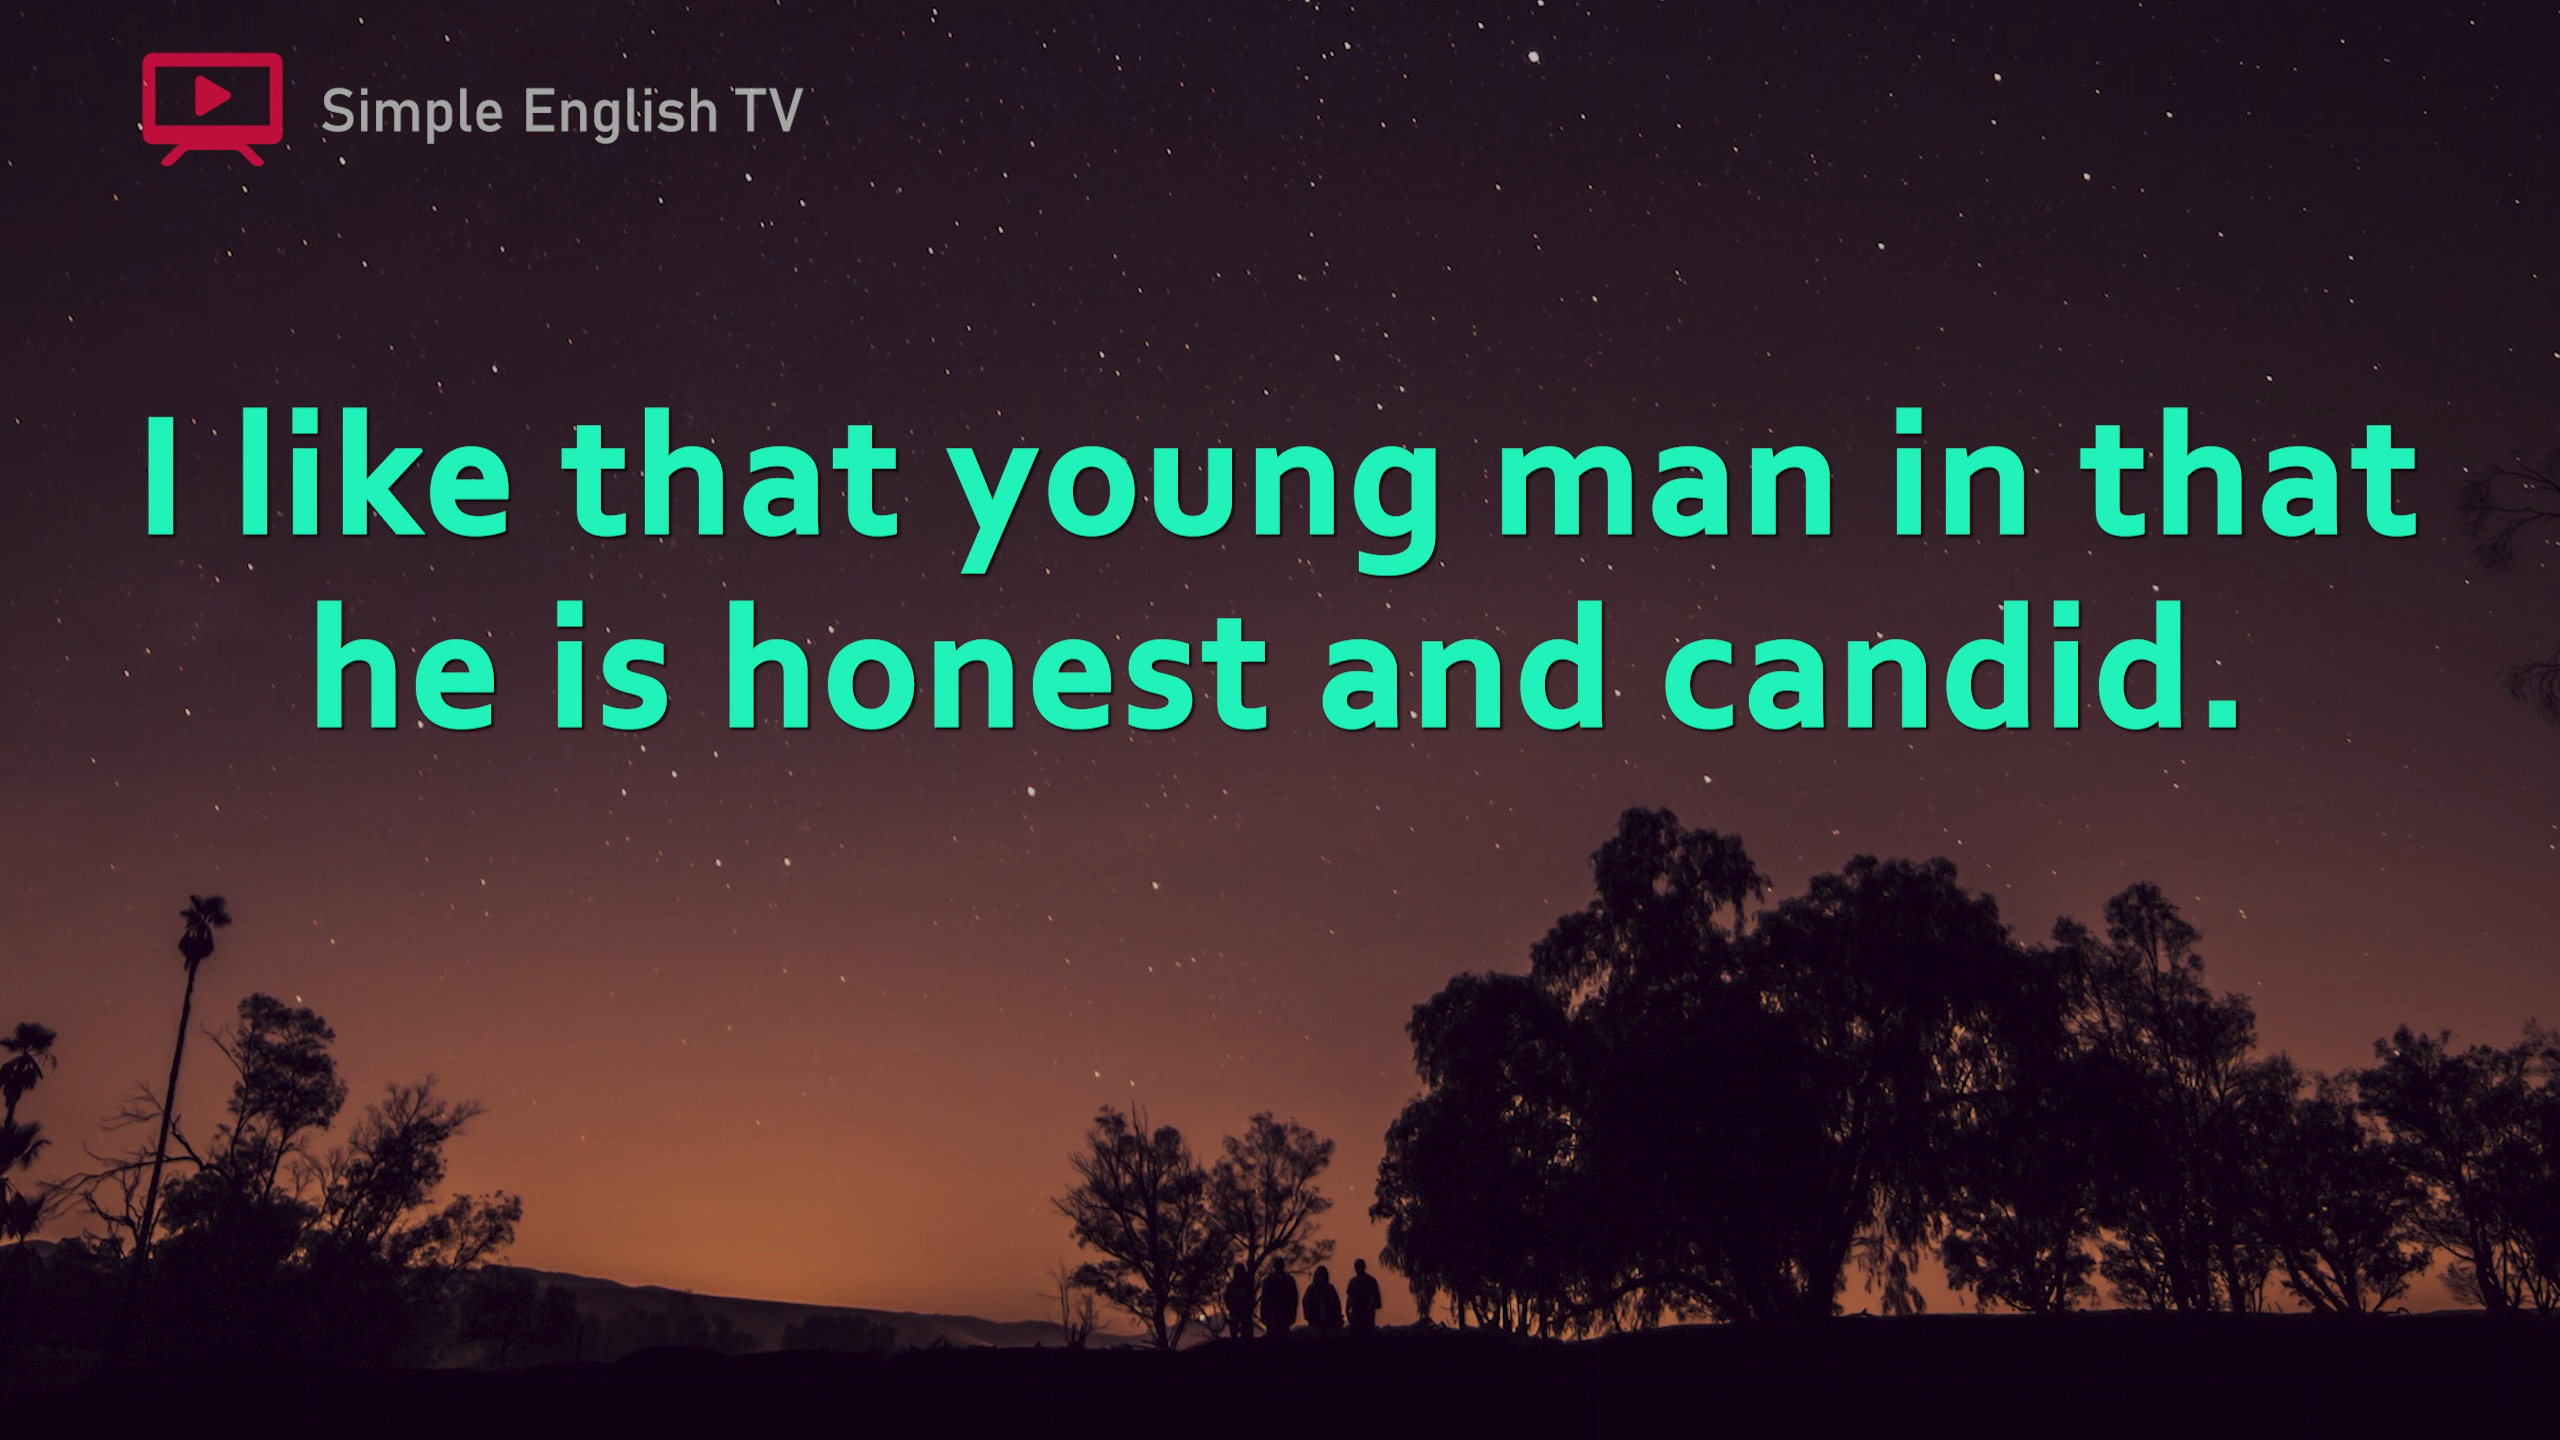 Simple English TV
I like that young man in that
he is honest and candid.